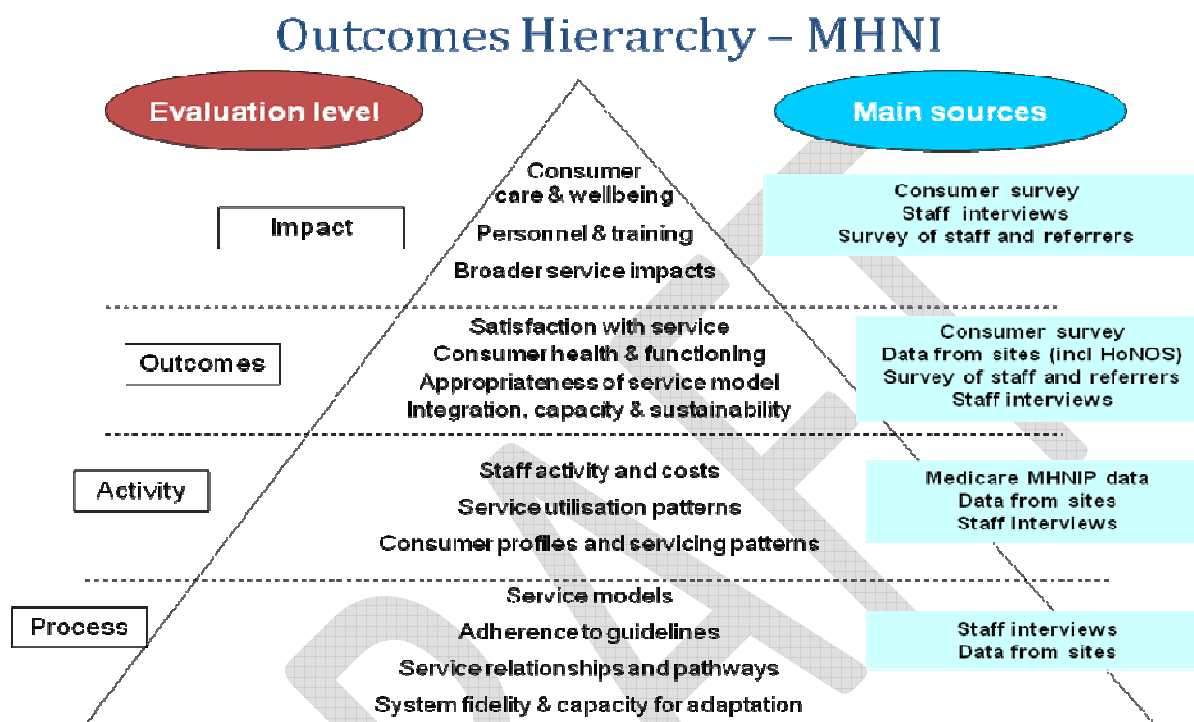 Outcomes Hierarchy – MHNI
Evaluation level
Main sources
Impact
Consumer
care & wellbeing
Personnel & training
Broader service impacts
Consumer survey
Staff interviews
Survey of staff and referrers
Outcomes
Satisfaction with service
Consumer health & functioning
Appropriateness of service model
Integration, capacity & sustainability
Consumer survey
Data from sites (incl HoNOS)
Survey of staff and referrers
Staff interviews
Activity
Staff activity and costs
Service utilisation patterns
Consumer profiles and servicing patterns
Medicare MHNIP data
Data from sites
Staff interviews
Process
Service models
Adherence to guidelines
Service relationships and pathways
System fidelity & capacity for adaptation
Staff interviews
Data from sites
DRAFT